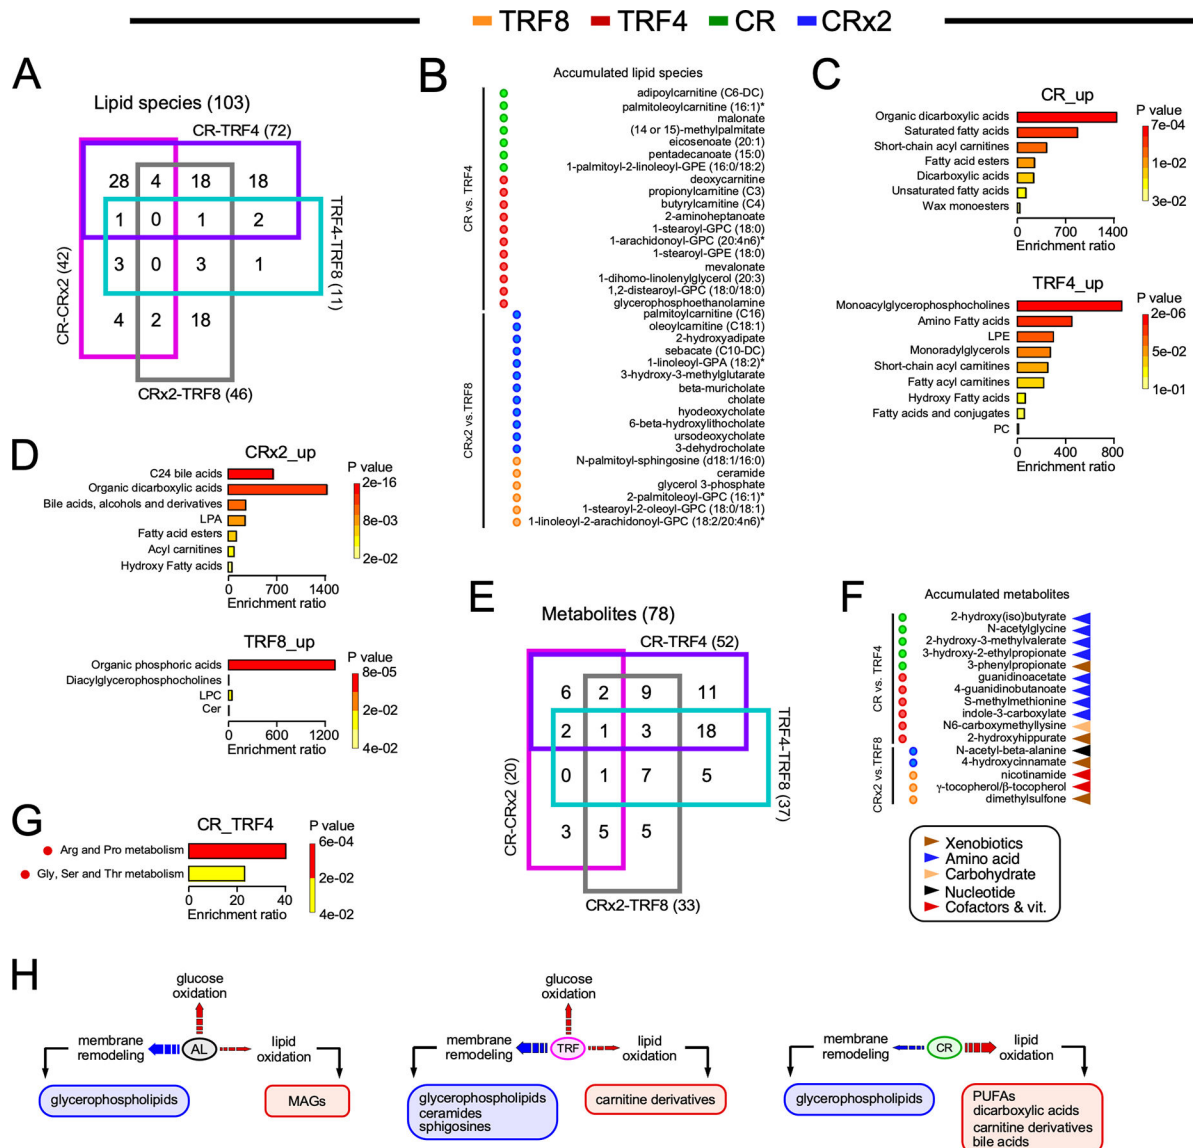 TRF8 TRF4 CR CRx2
A
Lipid species (103)
CR-TRF4 (72)
28 4 18 18
1 0 1 2
3 0 3 1
4 2 18
TRF4-TRF8 (11)
CR-CRx2 (42)
CRx2-TRF8 (46)
B
Accumulated lipid species
CR vs. TRF4
adipoylcarnitine (C6-DC)
palmitoleoylcarnitine (16:1)*
malonate
(14 or 15)-methylpalmitate
eicosenoate (20:1)
pentadecanoate (15:0)
1-palmitoyl-2-linoleoyl-GPE (16:0/18:2)
deoxycarnitine
propionylcarnitine (C3)
butyrylcarnitine (C4)
2-aminoheptanoate
1-stearoyl-GPC (18:0)
1-arachidonoyl-GPC (20:4n6)*
1-stearoyl-GPE (18:0)
mevalonate
1-dihomo-linolenylglycerol (20:3)
1,2-distearoyl-GPC (18:0/18:0)
glycerophosphoethanolamine
CRx2 vs.TRF8
palmitoylcarnitine (C16)
oleoylcarnitine (C18:1)
2-hydroxyadipate
sebacate (C10-DC)
1-linoleoyl-GPA (18:2)*
3-hydroxy-3-methylglutarate
beta-muricholate
cholate
hyodeoxycholate
6-beta-hydroxylithocholate
ursodeoxycholate
3-dehydrocholate
N-palmitoyl-sphingosine (d18:1/16:0)
ceramide
glycerol 3-phosphate
2-palmitoleoyl-GPC (16:1)*
1-stearoyl-2-oleoyl-GPC (18:0/18:1)
1-linoleoyl-2-arachidonoyl-GPC (18:2/20:4n6)*
C
CR_up
Organic dicarboxylic acids
Saturated fatty acids
Short-chain acyl carnitines
Fatty acid esters
Dicarboxylic acids
Unsaturated fatty acids
Wax monoesters
0 700 1400
Enrichment ratio
P value
7e-04
1e-02
3e-02
TRF4_up
Monoacylglycerophosphocholines
Amino Fatty acids
LPE
Monoradylglycerols
Short-chain acyl carnitines
Fatty acyl carnitines
Hydroxy Fatty acids
Fatty acids and conjugates
PC
0 400 800
Enrichment ratio
P value
2e-06
5e-02
1e-01
D
CRx2_up
C24 bile acids
Organic dicarboxylic acids
Bile acids, alcohols and derivatives
LPA
Fatty acid esters
Acyl carnitines
Hydroxy Fatty acids
0 700 1400
Enrichment ratio
P value
2e-16
8e-03
2e-02
TRF8_up
Organic phosphoric acids
Diacylglycerophosphocholines
LPC
Cer
0 600 1200
Enrichment ratio
P value
8e-05
2e-02
4e-02
E
Metabolites (78)
CR-TRF4 (52)
6 2 9 11
2 1 3 18
0 1 7 5
3 5 5
TRF4-TRF8 (37)
CR-CRx2 (20)
CRx2-TRF8 (33)
F
Accumulated metabolites
CR vs. TRF4
2-hydroxy(iso)butyrate
N-acetylglycine
2-hydroxy-3-methylvalerate
3-hydroxy-2-ethylpropionate
3-phenylpropionate
guanidinoacetate
4-guanidinobutanoate
S-methylmethionine
indole-3-carboxylate
N6-carboxymethyllysine
2-hydroxyhippurate
CRx2 vs.TRF8
N-acetyl-beta-alanine
4-hydroxycinnamate
nicotinamide
γ-tocopherol/β-tocopherol
dimethylsulfone
Xenobiotics
Amino acid
Carbohydrate
Nucleotide
Cofactors & vit.
G
CR_TRF4
Arg and Pro metabolism
Gly, Ser and Thr metabolism
0 20 40
Enrichment ratio
P value
6e-04
2e-02
4e-02
H
glucose
oxidation
membrane
remodeling
AL
lipid
oxidation
glycerophospholipids
MAGs
glucose
oxidation
membrane
remodeling
TRF
lipid
oxidation
glycerophospholipids
ceramides
sphigosines
carnitine derivatives
membrane
remodeling
CR
lipid
oxidation
glycerophospholipids
PUFAs
dicarboxylic acids
carnitine derivatives
bile acids